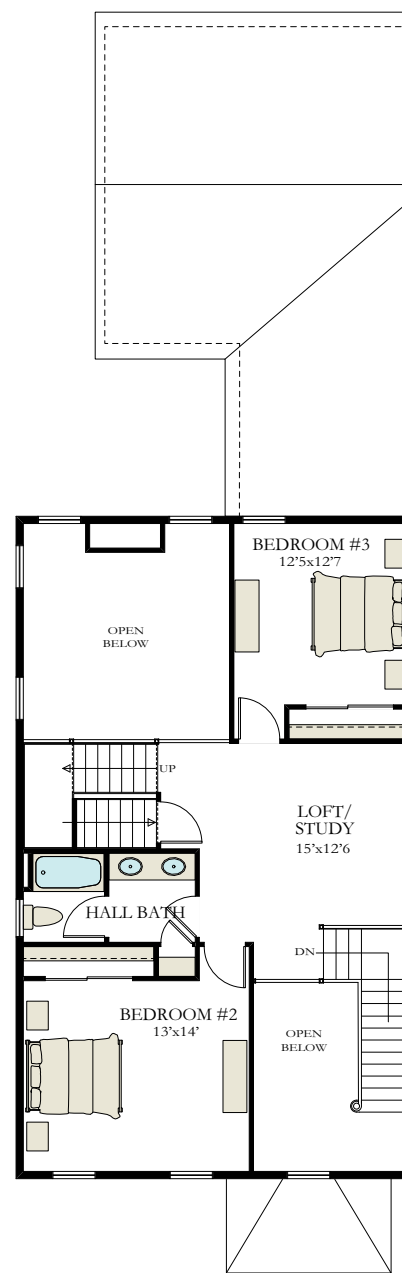 BEDROOM #3
12'5x12'7
OPEN
BELOW
UP
LOFT/
STUDY
15'x12'6
HALL BATH
DN
BEDROOM #2
13'x14'
OPEN
BELOW